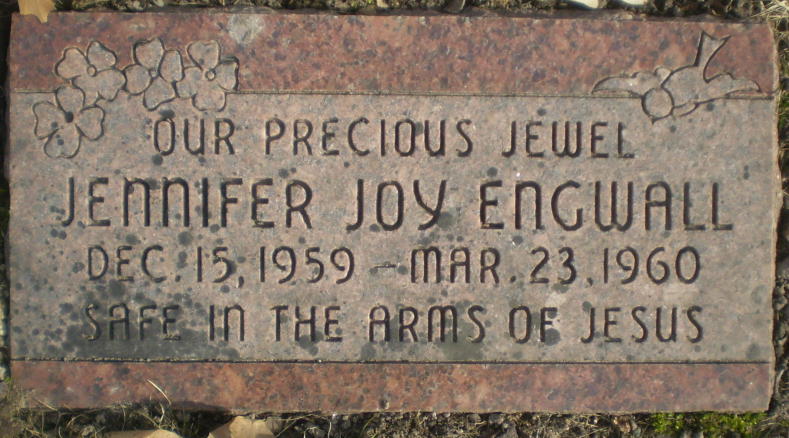 OUR PRECIOUS JEWEL
JENNIFER JOY ENGWALL
DEC. 15, 1959 - MAR. 23, 1960
SAFE IN THE ARMS OF JESUS